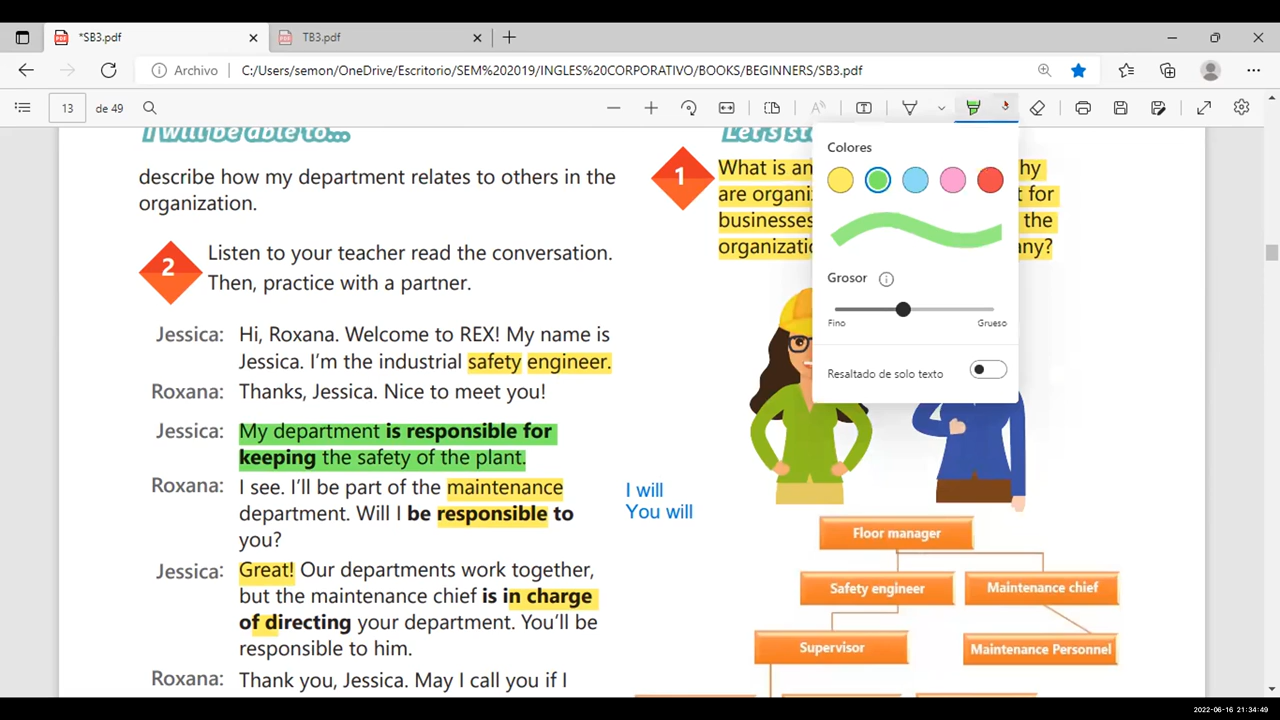 *SB3.pdf
TB3.pdf
Archivo
C:/Users/semon/OneDrive/Escritorio/SEM%202019/INGLES%20CORPORATIVO/BOOKS/BEGINNERS/SB3.pdf
13 de 49
I will be able to...
describe how my department relates to others in the
organization.
2
Listen to your teacher read the conversation.
Then, practice with a partner.
Jessica: Hi, Roxana. Welcome to REX! My name is
Jessica. I'm the industrial safety engineer.
Roxana: Thanks, Jessica. Nice to meet you!
Jessica: My department is responsible for
keeping the safety of the plant.
Roxana: I see. I'll be part of the maintenance
department. Will I be responsible to
you?
Jessica: Great! Our departments work together,
but the maintenance chief is in charge
of directing your department. You'll be
responsible to him.
Roxana: Thank you, Jessica. May I call you if I
Let's
1
What is an hy
are organi t for
businesses the
organizatio any?
Colores
Grosor
Fino Grueso
Resaltado de solo texto
I will
You will
Floor manager
Safety engineer
Maintenance chief
Supervisor
Maintenance Personnel
2022-06-16 21:34:49